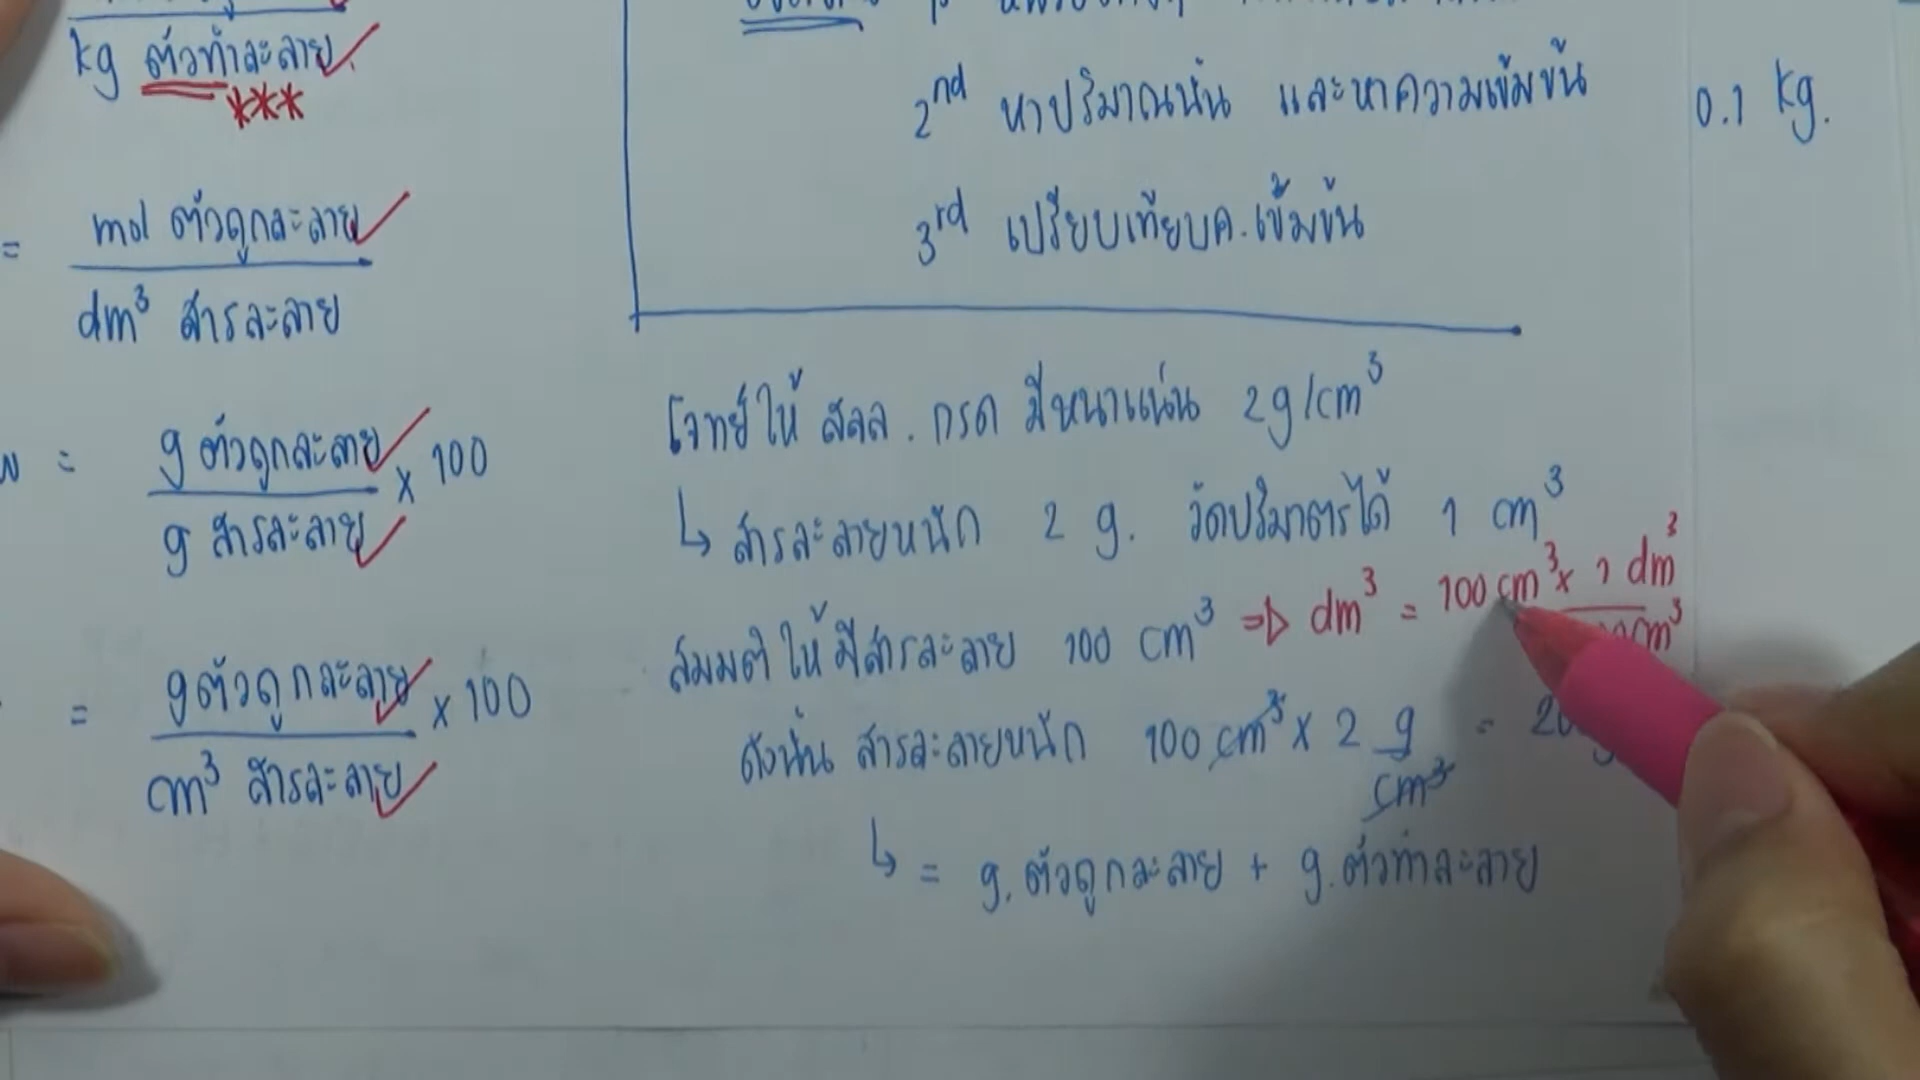 kg ตัวทำละลาย
***
= mol ตัวถูกละลาย
dm³ สารละลาย
= g ตัวถูกละลาย × 100
g สารละลาย
= g ตัวถูกละลาย × 100
cm³ สารละลาย
2nd หาปริมาณนั้น และหาความเข้มข้น
3rd เปรียบเทียบค.เข้มข้น
0.1 kg.
โจทย์ให้ สลล. กรด มีหนาแน่น 2g/cm³
↳ สารละลายหนัก 2 g. วัดปริมาตรได้ 1 cm³
สมมติให้มีสารละลาย 100 cm³ ⇒ dm³ = 100 cm³ × 1 dm³
cm³
ดังนั้น สารละลายหนัก 100 cm³ × 2 g =
cm³
↳ = g. ตัวถูกละลาย + g. ตัวทำละลาย